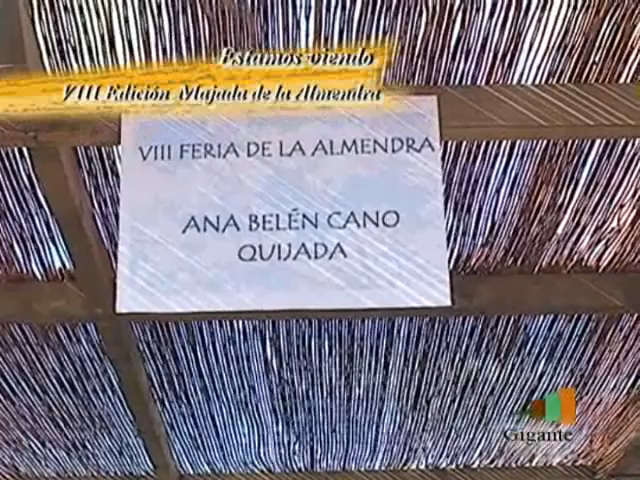 Estamos viendo
VIII Edición Majada de la Almendra
VIII FERIA DE LA ALMENDRA
ANA BELÉN CANO
QUIJADA
Gigante